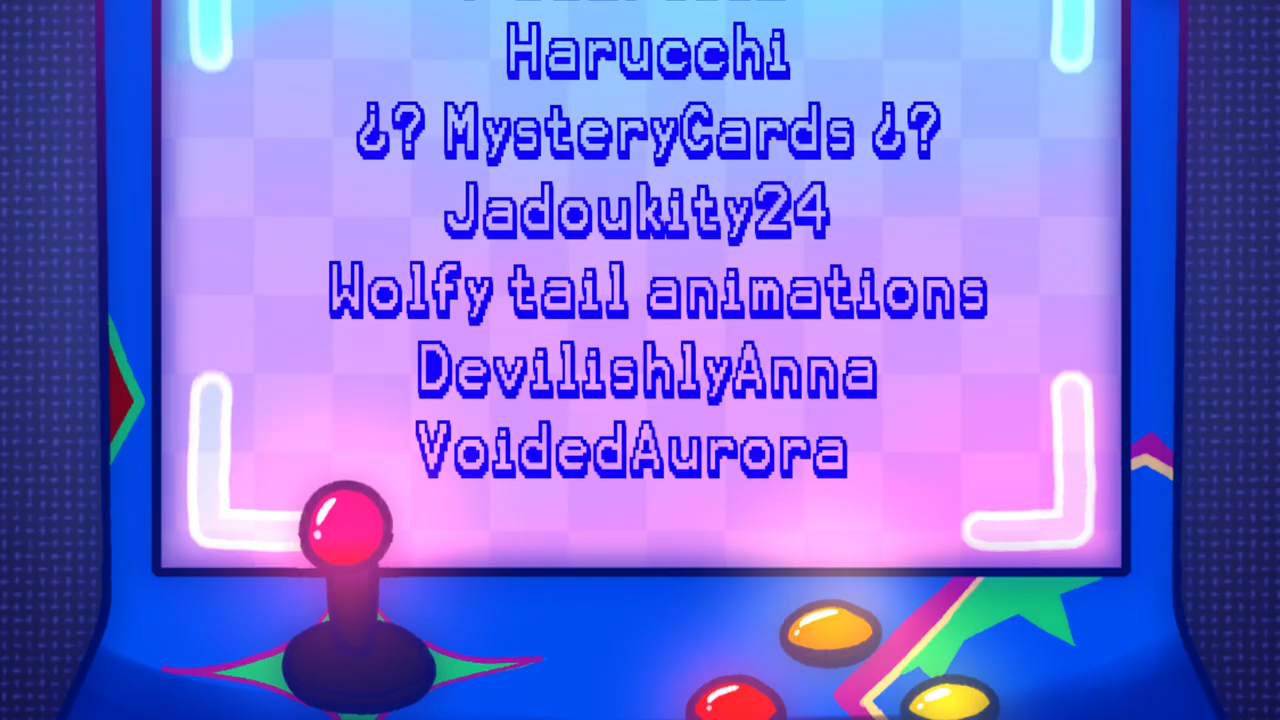 Harucchi
¿? MysteryCards ¿?
Jadoukity24
Wolfy tail animations
DevilishlyAnna
VoidedAurora